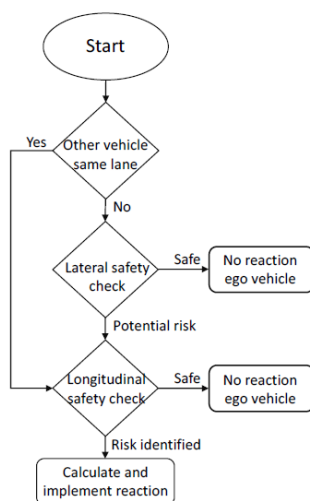 Start
Yes
Other vehicle
same lane
No
Lateral safety
check
Safe
No reaction
ego vehicle
Potential risk
Longitudinal
safety check
Safe
No reaction
ego vehicle
Risk identified
Calculate and
implement reaction